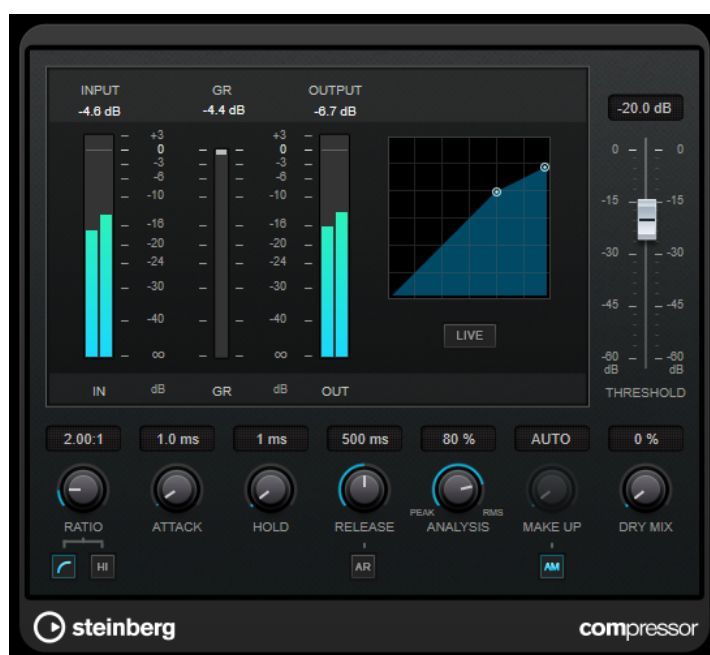 INPUT GR OUTPUT
-4.6 dB -4.4 dB -6.7 dB
-20.0 dB
+3 +3
0 0 0 0
-3 -3
-6 -6
-10 -10
-15 -15
-16 -16
-20 -20
-24 -24
-30 -30
-30 -30
-40 -40
-45 -45
∞ ∞
-60 -60
dB dB
LIVE
IN dB GR dB OUT
THRESHOLD
2.00:1 1.0 ms 1 ms 500 ms 80 % AUTO 0 %
PEAK RMS
RATIO ATTACK HOLD RELEASE ANALYSIS MAKE UP DRY MIX
HI AR AM
steinberg compressor